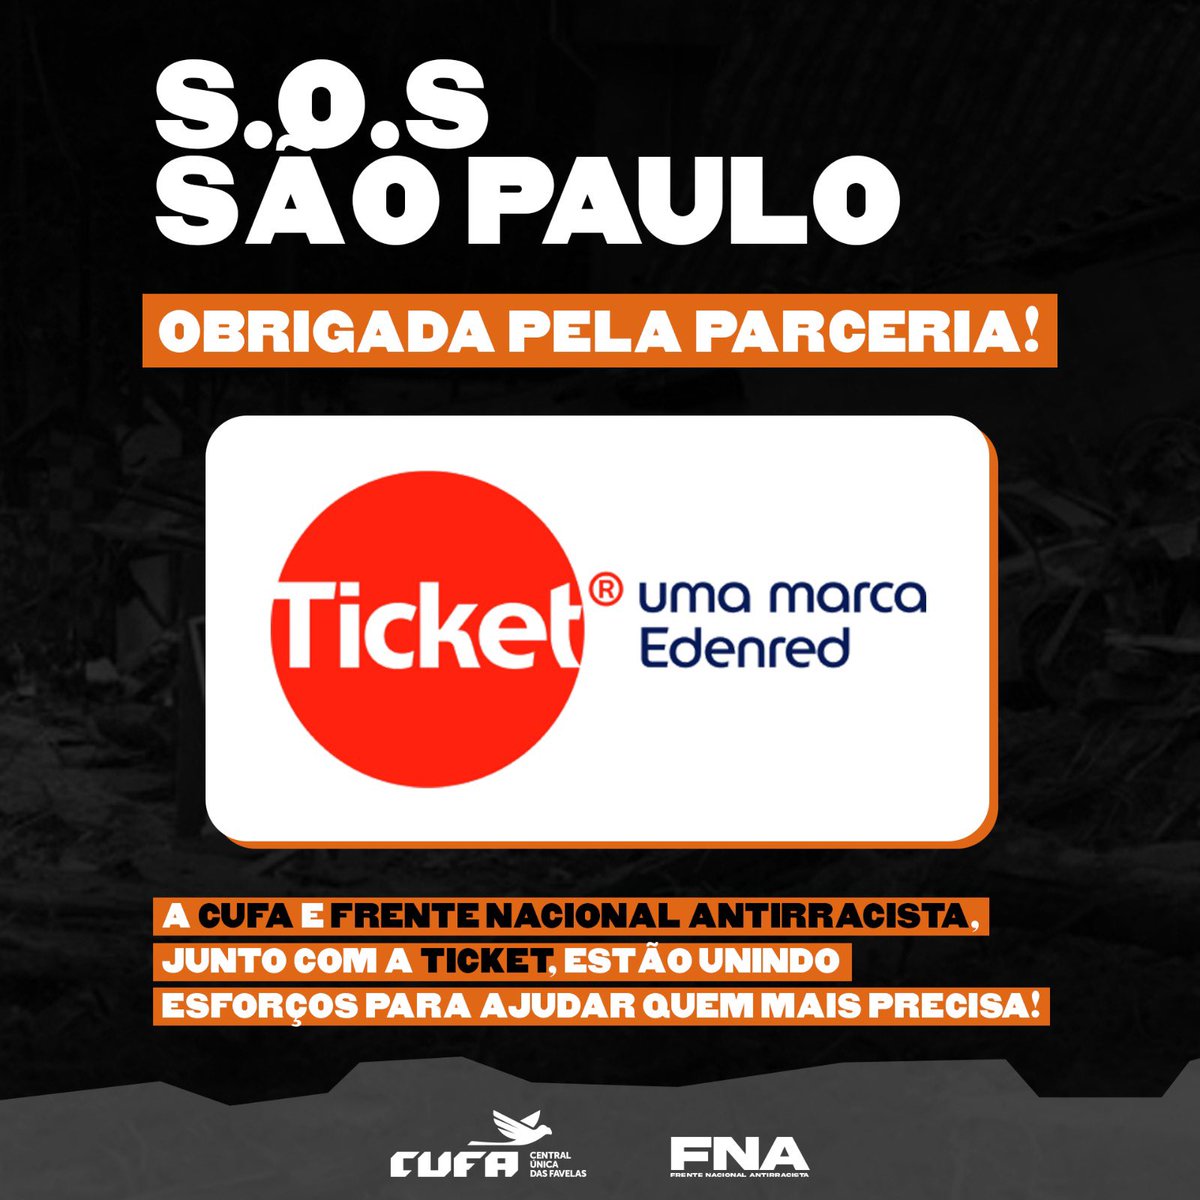 S.O.S
SÃO PAULO
OBRIGADA PELA PARCERIA!
Ticket® uma marca
Edenred
A CUFA E FRENTE NACIONAL ANTIRRACISTA,
JUNTO COM A TICKET, ESTÃO UNINDO
ESFORÇOS PARA AJUDAR QUEM MAIS PRECISA!
CUFA CENTRAL
ÚNICA
DAS FAVELAS
FNA
FRENTE NACIONAL ANTIRRACISTA